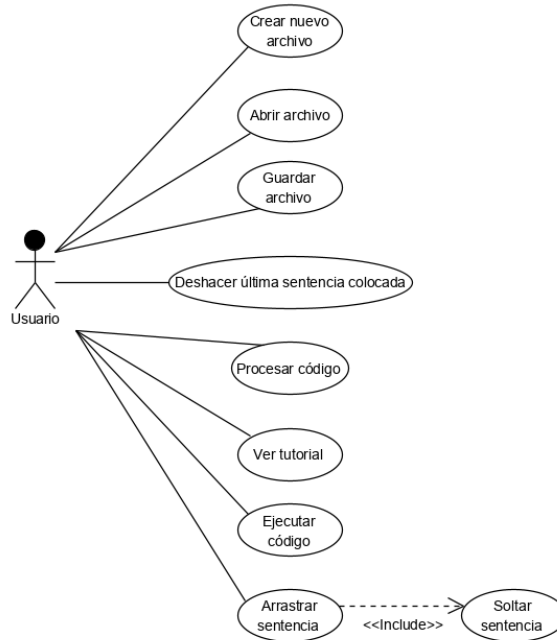 Crear nuevo
archivo
Abrir archivo
Guardar
archivo
Usuario
Deshacer última sentencia colocada
Procesar código
Ver tutorial
Ejecutar
código
Arrastrar
sentencia
<<Include>>
Soltar
sentencia